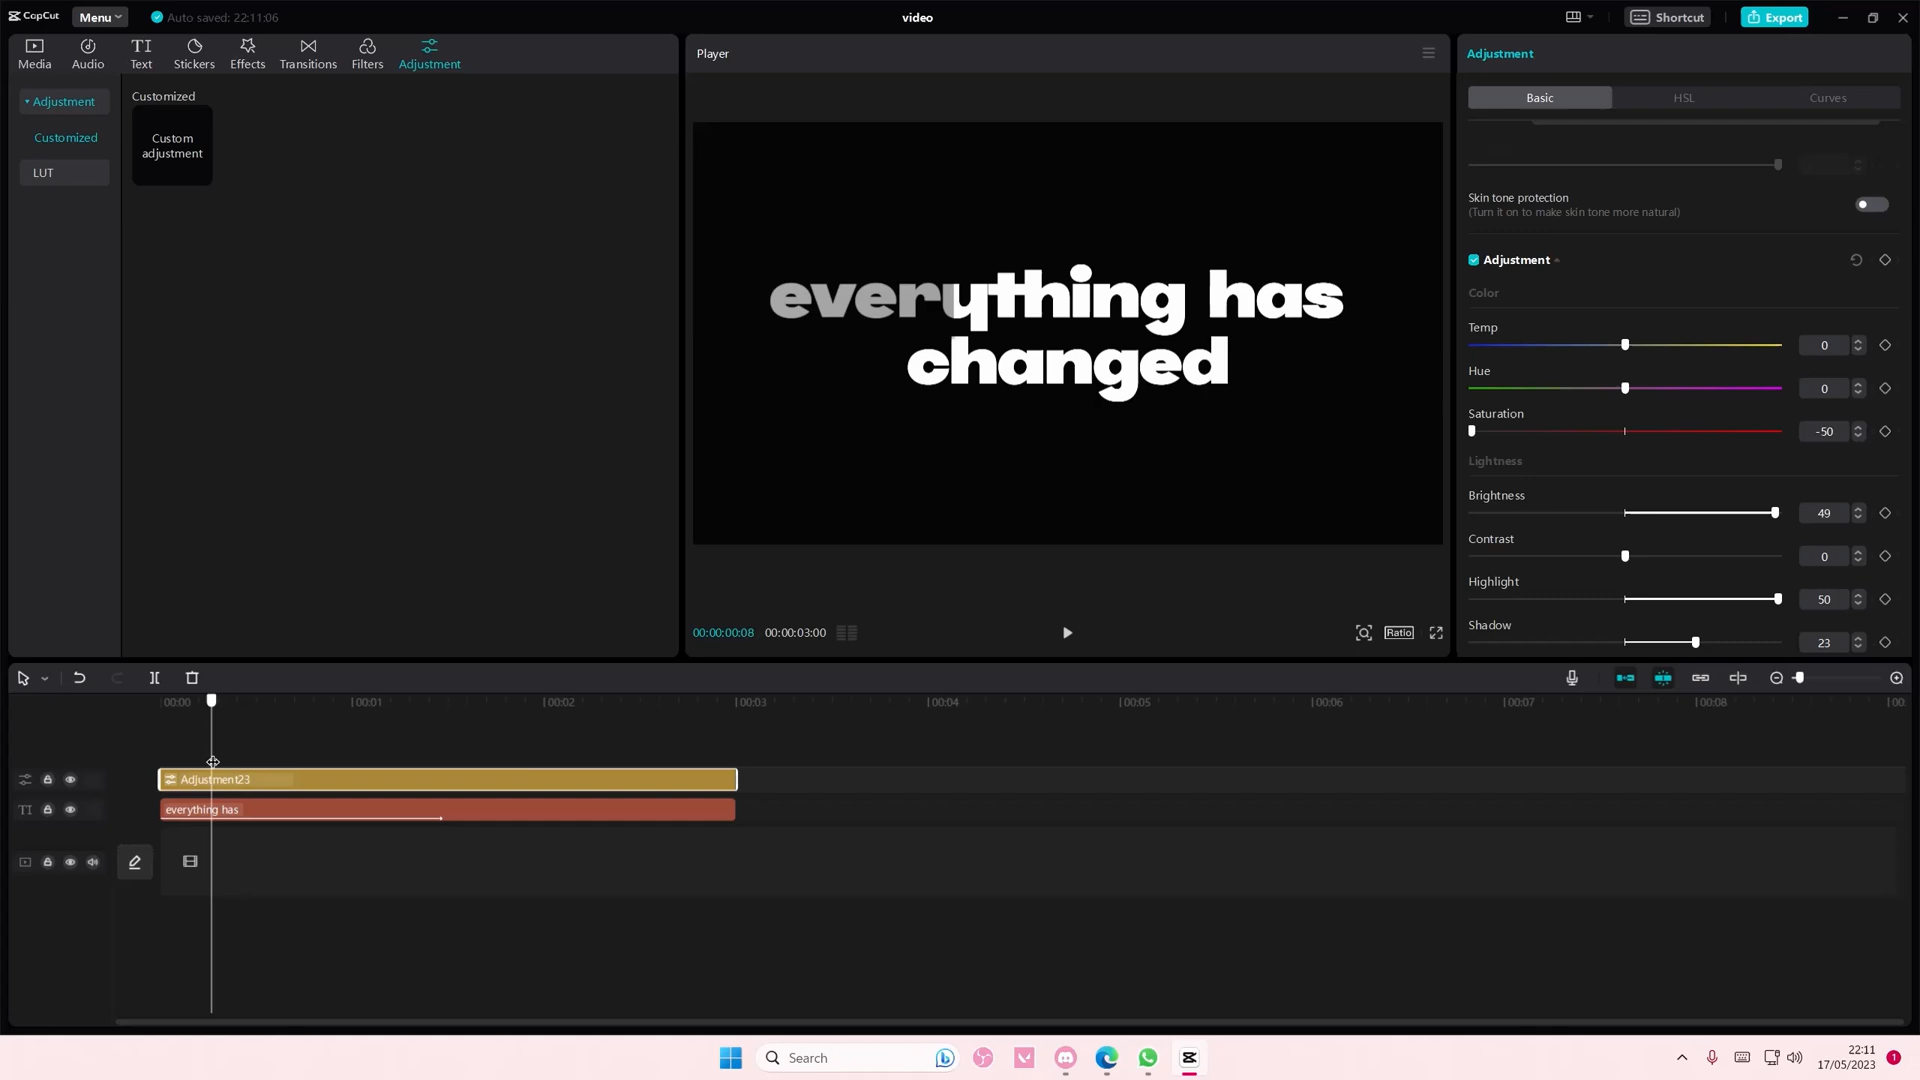 CapCut
Menu
Auto saved: 22:11:06
video
Shortcut
Export
Media
Audio
Text
Stickers
Effects
Transitions
Filters
Adjustment
Adjustment
Customized
LUT
Customized
Custom
adjustment
Player
everything has
changed
00:00:00:08
00:00:03:00
Ratio
Adjustment
Basic
HSL
Curves
Skin tone protection
(Turn it on to make skin tone more natural)
Adjustment
Color
Temp
0
Hue
0
Saturation
-50
Lightness
Brightness
49
Contrast
0
Highlight
50
Shadow
23
00:00
00:01
00:02
00:03
00:04
00:05
00:06
00:07
00:08
00:
Adjustment23
TI
everything has
Search
22:11
17/05/2023
1